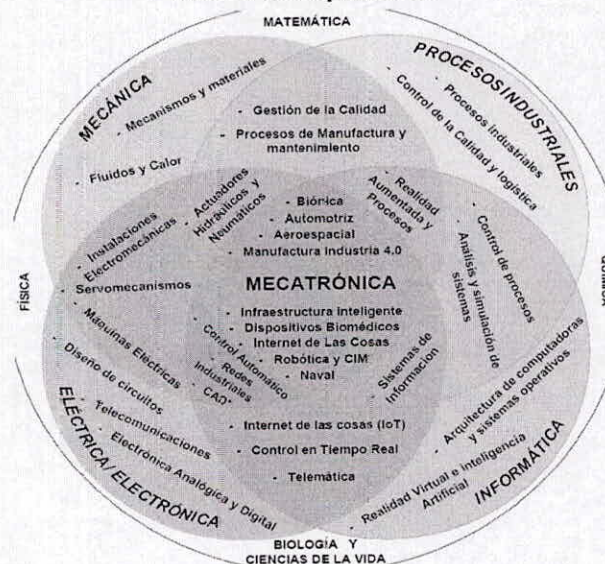 MATEMÁTICA
MECÁNICA
PROCESOS INDUSTRIALES
- Mecanismos y materiales
- Fluidos y Calor
- Gestión de la Calidad
- Procesos de Manufactura y
mantenimiento
- Procesos Industriales
- Control de la Calidad y logística
- Instalaciones
Electromecánicas
- Actuadores
Hidráulicos y
Neumáticos
- Biónica
- Automotriz
- Aeroespacial
- Manufactura Industria 4.0
- Realidad
Aumentada y
Procesos
- Control de procesos
- Análisis y simulación de
sistemas
FÍSICA
- Servomecanismos
MECATRÓNICA
- Infraestructura inteligente
- Dispositivos Biomédicos
- Internet de Las Cosas
- Robótica y CIM
- Naval
- Máquinas Eléctricas
- Control Automático
- Redes
Industriales
- CAD*
- Sistemas de
Informacion
- Diseño de circuitos
- Telecomunicaciones
- Electrónica Analógica y Digital
ELÉCTRICA/ ELECTRÓNICA
- Internet de las cosas (IoT)
- Control en Tiempo Real
- Telemática
- Arquitectura de computadoras
y sistemas operativos
- Realidad Virtual e inteligencia
Artificial
INFORMÁTICA
BIOLOGÍA Y
CIENCIAS DE LA VIDA